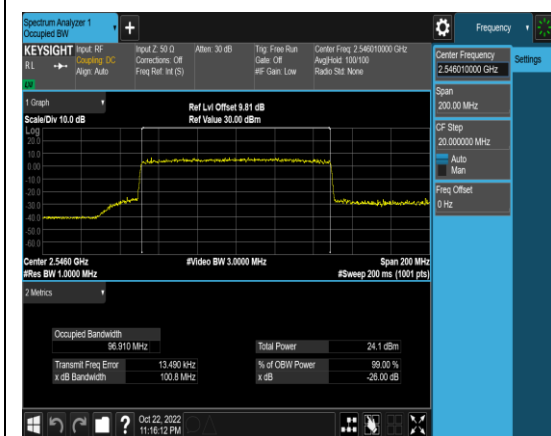 Spectrum Analyzer 1
Occupied BW
+
Frequency
KEYSIGHT Input: RF Input Z: 50 Ω Atten: 30 dB Trig: Free Run Center Freq: 2.546010000 GHz
RL Coupling: DC Corrections: Off Gate: Off Avg|Hold: 100/100
Align: Auto Freq Ref: Int (S) #IF Gain: Low Radio Std: None
Center Frequency
2.546010000 GHz
Settings
Span
200.00 MHz
CF Step
20.000000 MHz
Auto
Man
Freq Offset
0 Hz
1 Graph
Ref Lvl Offset 9.81 dB
Scale/Div 10.0 dB Ref Value 30.00 dBm
Log
20.0
10.0
0.00
-10.0
-20.0
-30.0
-40.0
-50.0
-60.0
Center 2.5460 GHz #Video BW 3.0000 MHz Span 200 MHz
#Res BW 1.0000 MHz #Sweep 200 ms (1001 pts)
2 Metrics
Occupied Bandwidth
96.910 MHz
Total Power 24.1 dBm
Transmit Freq Error 13.490 kHz % of OBW Power 99.00 %
x dB Bandwidth 100.8 MHz x dB -26.00 dB
? Oct 22, 2022
11:16:12 PM